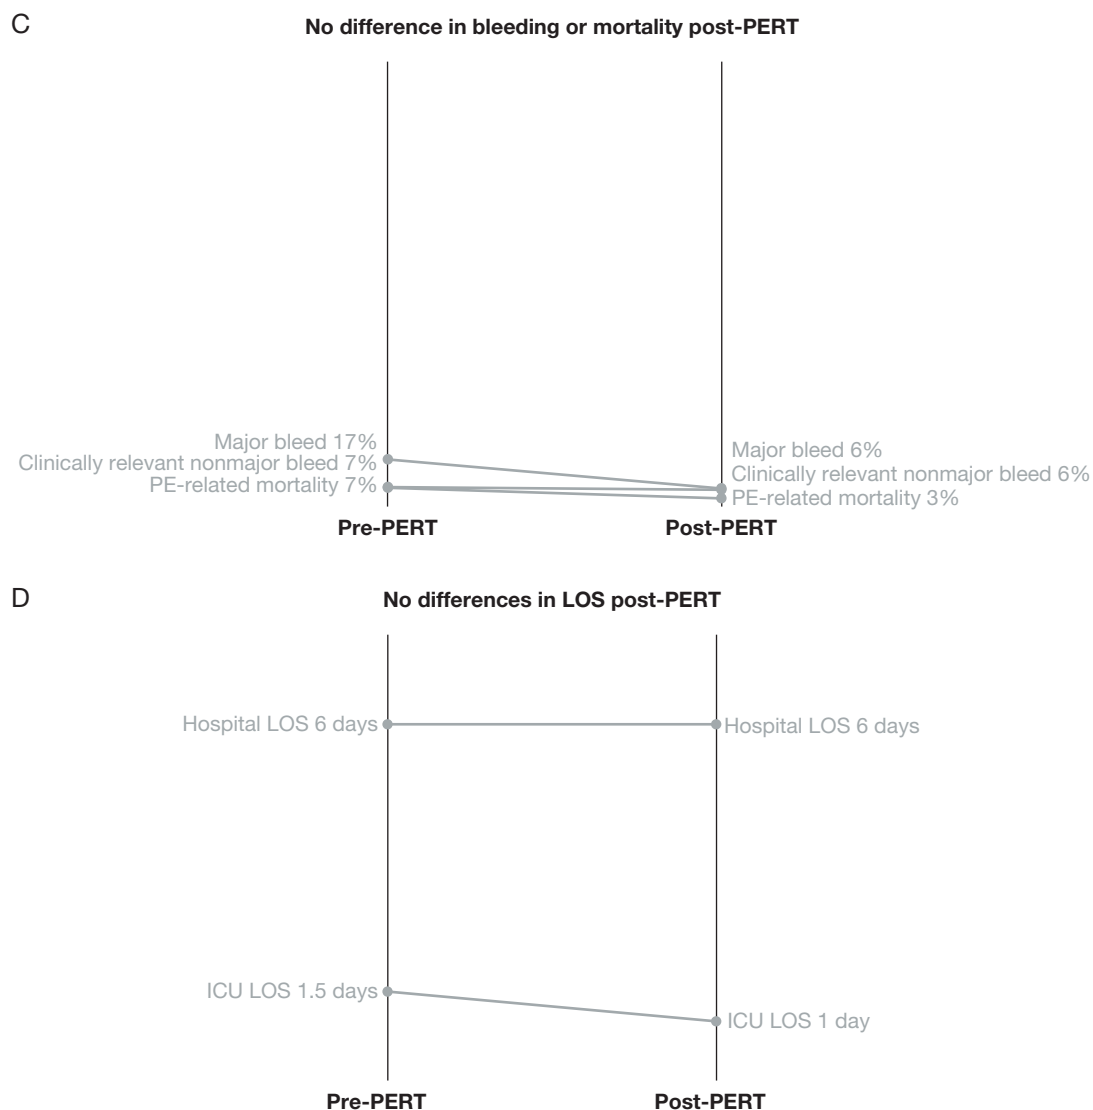 C
No difference in bleeding or mortality post-PERT
Major bleed 17%
Clinically relevant nonmajor bleed 7%
PE-related mortality 7%
Major bleed 6%
Clinically relevant nonmajor bleed 6%
PE-related mortality 3%
Pre-PERT
Post-PERT
D
No differences in LOS post-PERT
Hospital LOS 6 days
Hospital LOS 6 days
ICU LOS 1.5 days
ICU LOS 1 day
Pre-PERT
Post-PERT